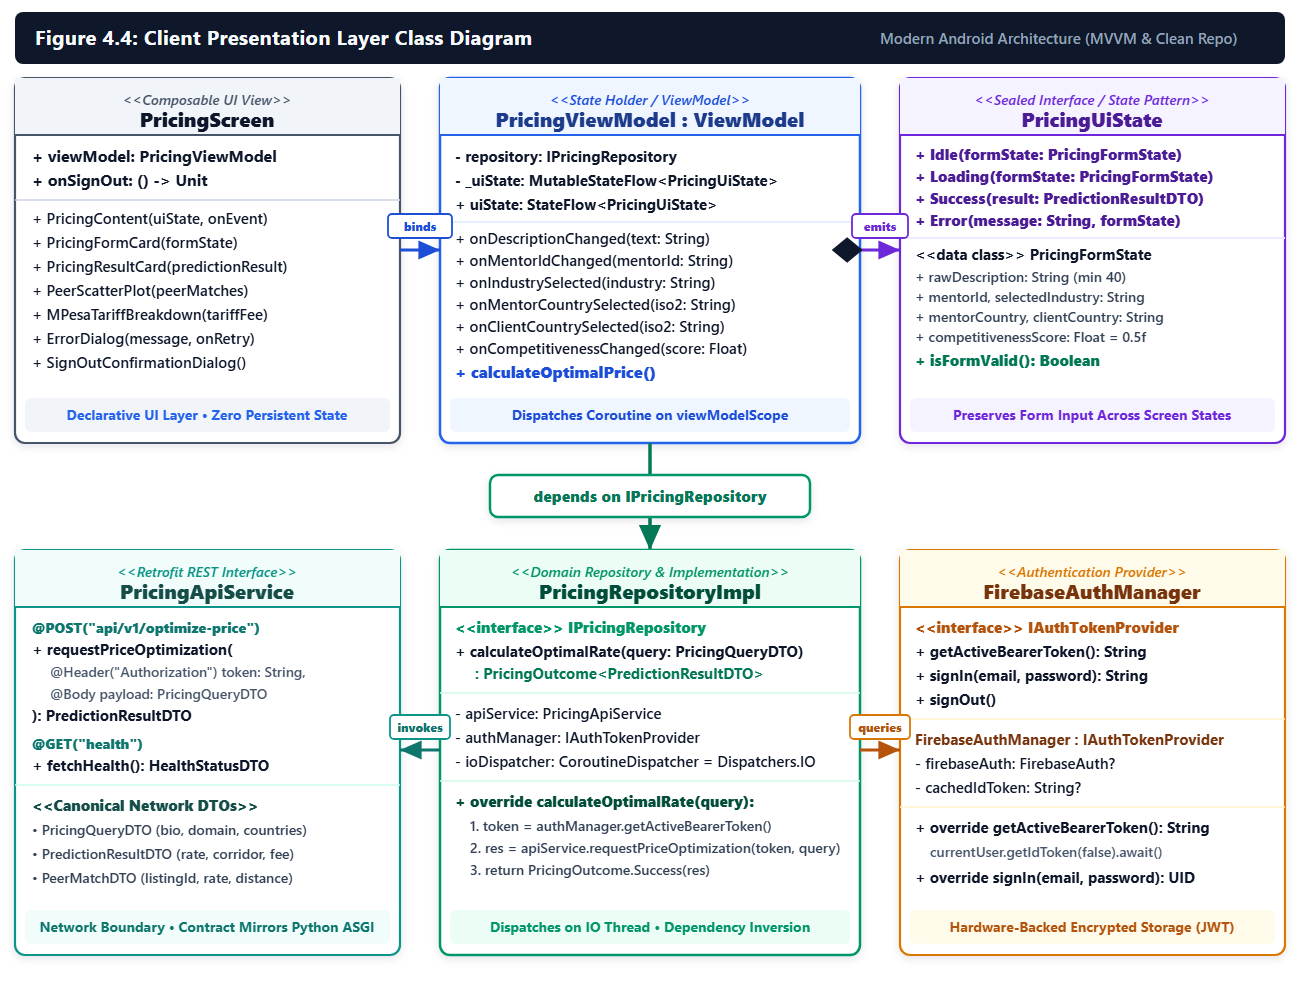 Figure 4.4: Client Presentation Layer Class Diagram
Modern Android Architecture (MVVM & Clean Repo)
<<Composable UI View>>
PricingScreen
+ viewModel: PricingViewModel
+ onSignOut: () -> Unit
+ PricingContent(uiState, onEvent)
+ PricingFormCard(formState)
+ PricingResultCard(predictionResult)
+ PeerScatterPlot(peerMatches)
+ MPesaTariffBreakdown(tariffFee)
+ ErrorDialog(message, onRetry)
+ SignOutConfirmationDialog()
Declarative UI Layer • Zero Persistent State
binds
<<State Holder / ViewModel>>
PricingViewModel : ViewModel
- repository: IPricingRepository
- _uiState: MutableStateFlow<PricingUiState>
+ uiState: StateFlow<PricingUiState>
+ onDescriptionChanged(text: String)
+ onMentorIdChanged(mentorId: String)
+ onIndustrySelected(industry: String)
+ onMentorCountrySelected(iso2: String)
+ onClientCountrySelected(iso2: String)
+ onCompetitivenessChanged(score: Float)
+ calculateOptimalPrice()
Dispatches Coroutine on viewModelScope
emits
<<Sealed Interface / State Pattern>>
PricingUiState
+ Idle(formState: PricingFormState)
+ Loading(formState: PricingFormState)
+ Success(result: PredictionResultDTO)
+ Error(message: String, formState)
<<data class>> PricingFormState
+ rawDescription: String (min 40)
+ mentorId, selectedIndustry: String
+ mentorCountry, clientCountry: String
+ competitivenessScore: Float = 0.5f
+ isFormValid(): Boolean
Preserves Form Input Across Screen States
depends on IPricingRepository
<<Retrofit REST Interface>>
PricingApiService
@POST("api/v1/optimize-price")
+ requestPriceOptimization(
@Header("Authorization") token: String,
@Body payload: PricingQueryDTO
): PredictionResultDTO
@GET("health")
+ fetchHealth(): HealthStatusDTO
<<Canonical Network DTOs>>
• PricingQueryDTO (bio, domain, countries)
• PredictionResultDTO (rate, corridor, fee)
• PeerMatchDTO (listingId, rate, distance)
Network Boundary • Contract Mirrors Python ASGI
invokes
<<Domain Repository & Implementation>>
PricingRepositoryImpl
<<interface>> IPricingRepository
+ calculateOptimalRate(query: PricingQueryDTO)
: PricingOutcome<PredictionResultDTO>
- apiService: PricingApiService
- authManager: IAuthTokenProvider
- ioDispatcher: CoroutineDispatcher = Dispatchers.IO
+ override calculateOptimalRate(query):
1. token = authManager.getActiveBearerToken()
2. res = apiService.requestPriceOptimization(token, query)
3. return PricingOutcome.Success(res)
Dispatches on IO Thread • Dependency Inversion
queries
<<Authentication Provider>>
FirebaseAuthManager
<<interface>> IAuthTokenProvider
+ getActiveBearerToken(): String
+ signIn(email, password): String
+ signOut()
FirebaseAuthManager : IAuthTokenProvider
- firebaseAuth: FirebaseAuth?
- cachedIdToken: String?
+ override getActiveBearerToken(): String
currentUser.getIdToken(false).await()
+ override signIn(email, password): UID
Hardware-Backed Encrypted Storage (JWT)